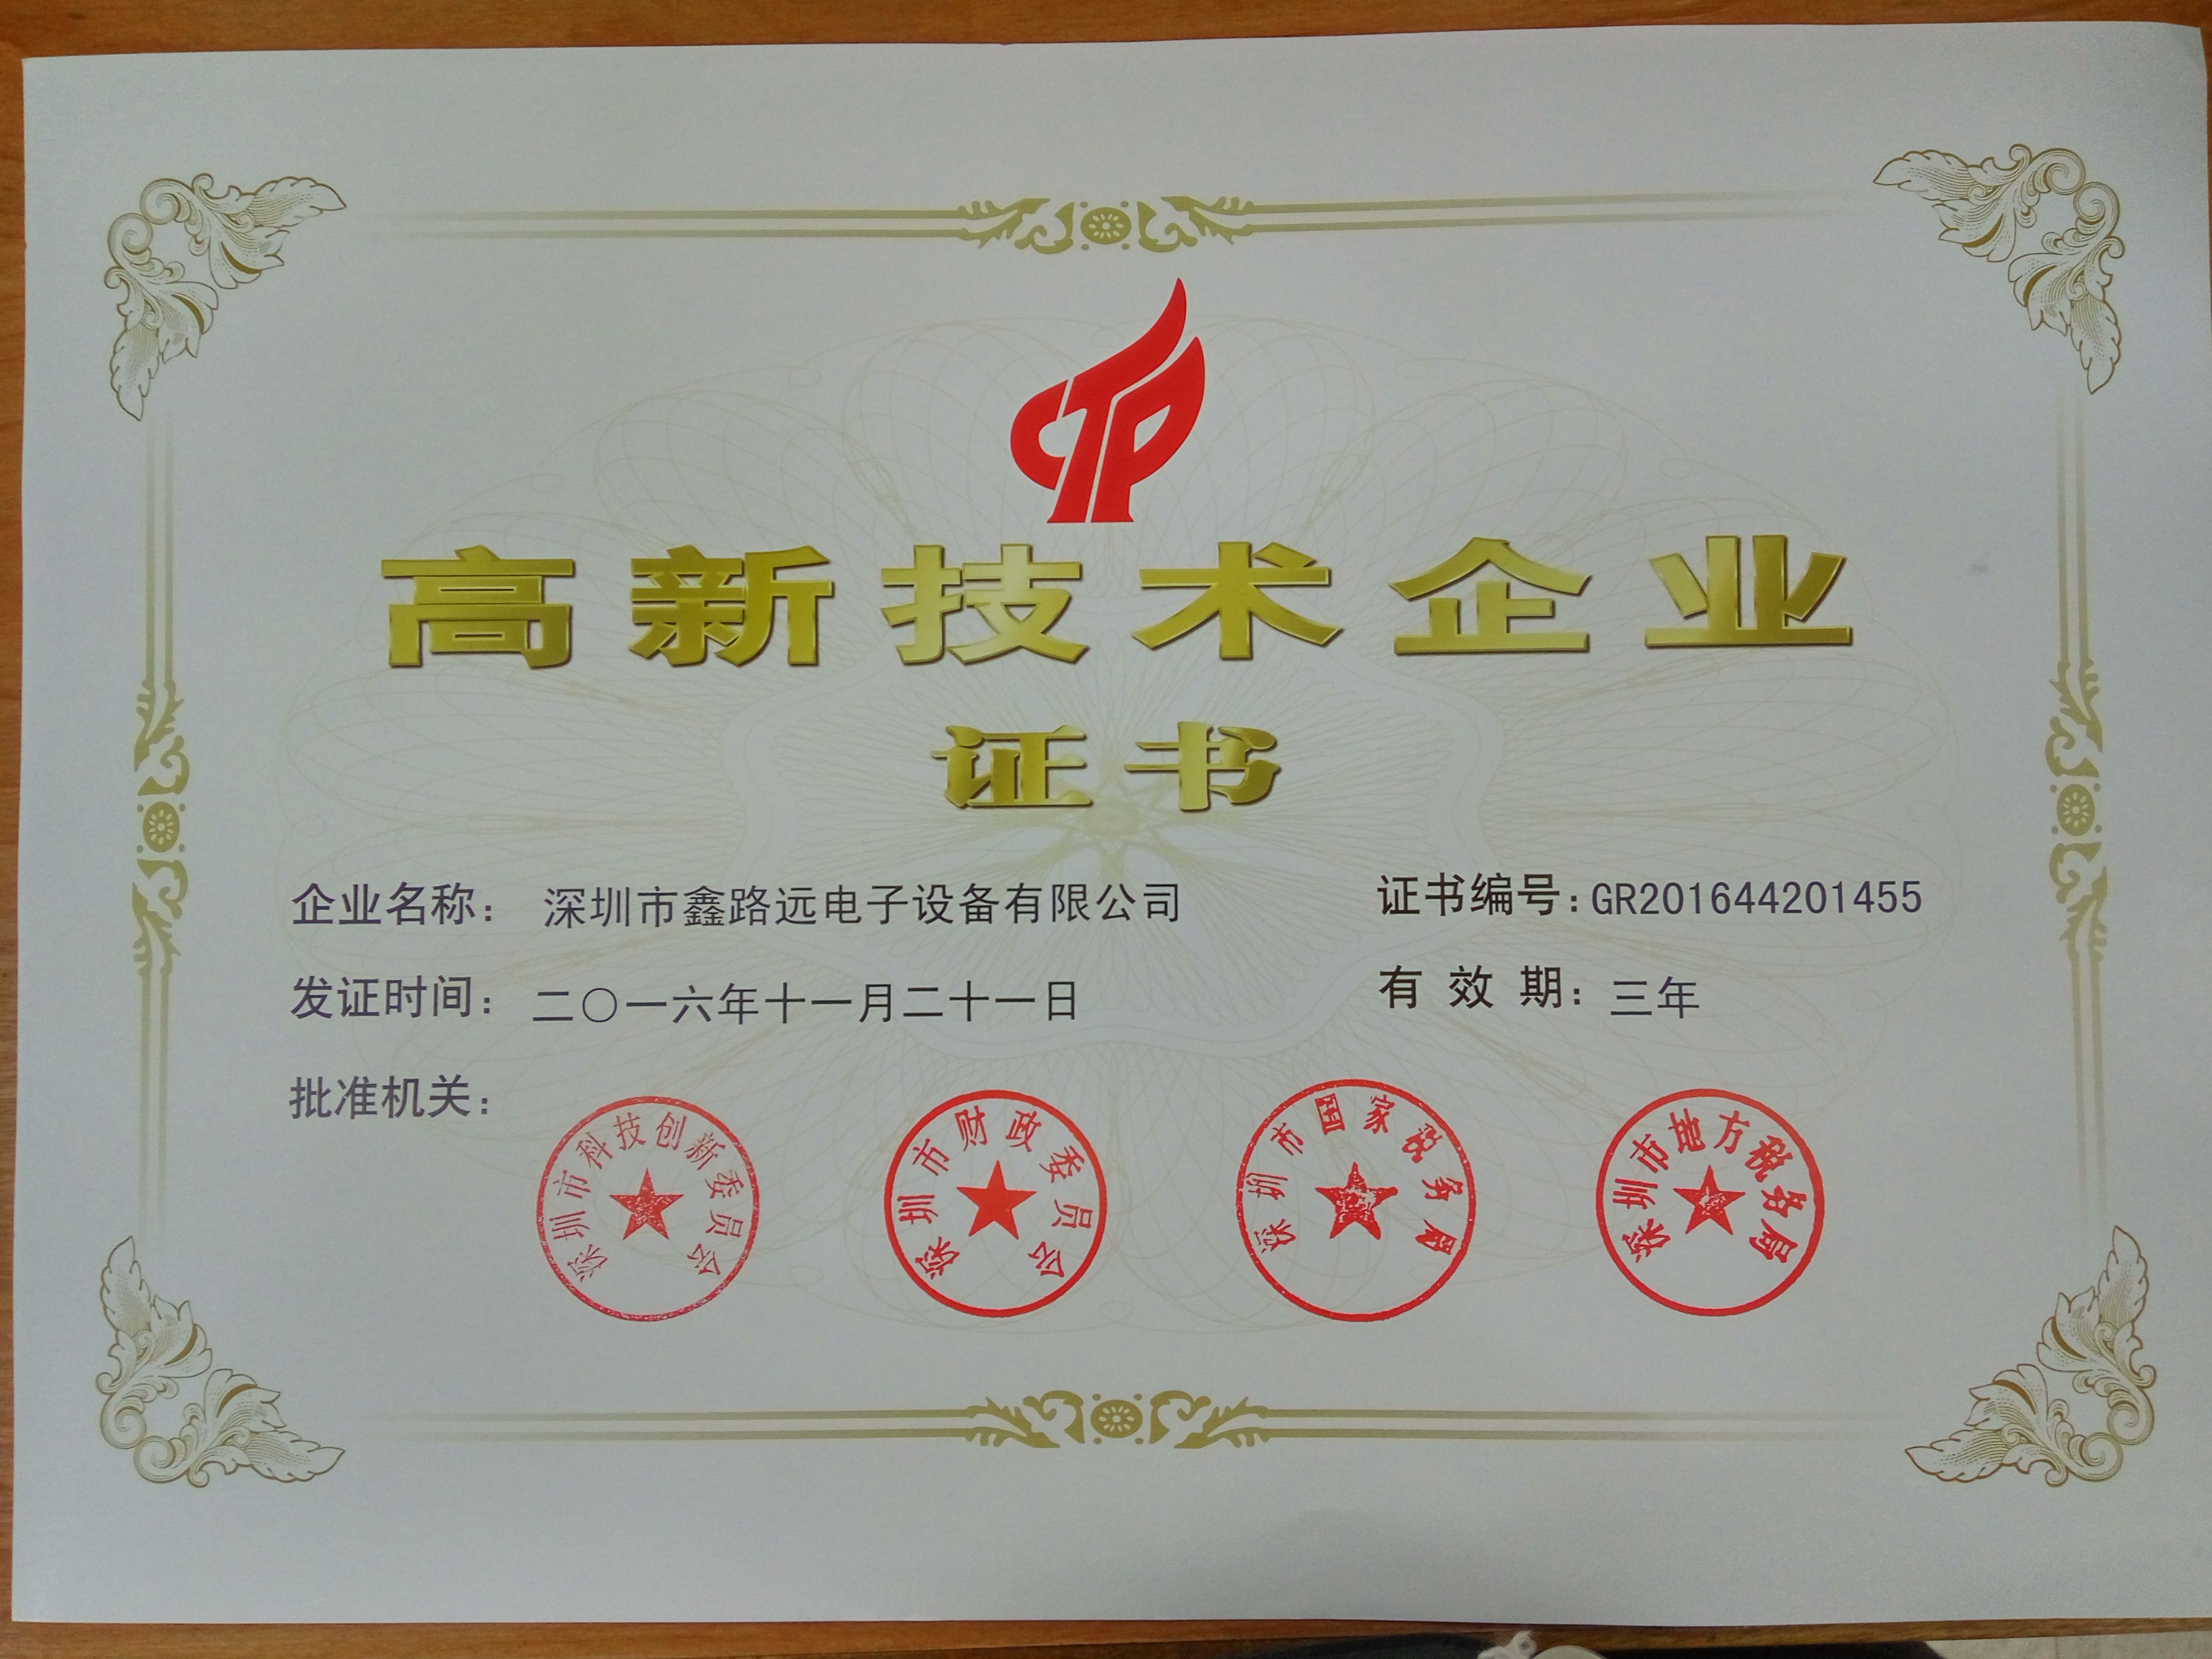 CTP
高新技术企业
证书
企业名称： 深圳市鑫路远电子设备有限公司
证书编号：GR201644201455
发证时间： 二〇一六年十一月二十一日
有 效 期：三年
批准机关：
深圳市科技创新委员会
深圳市财政委员会
深圳市国家税务局
深圳市地方税务局